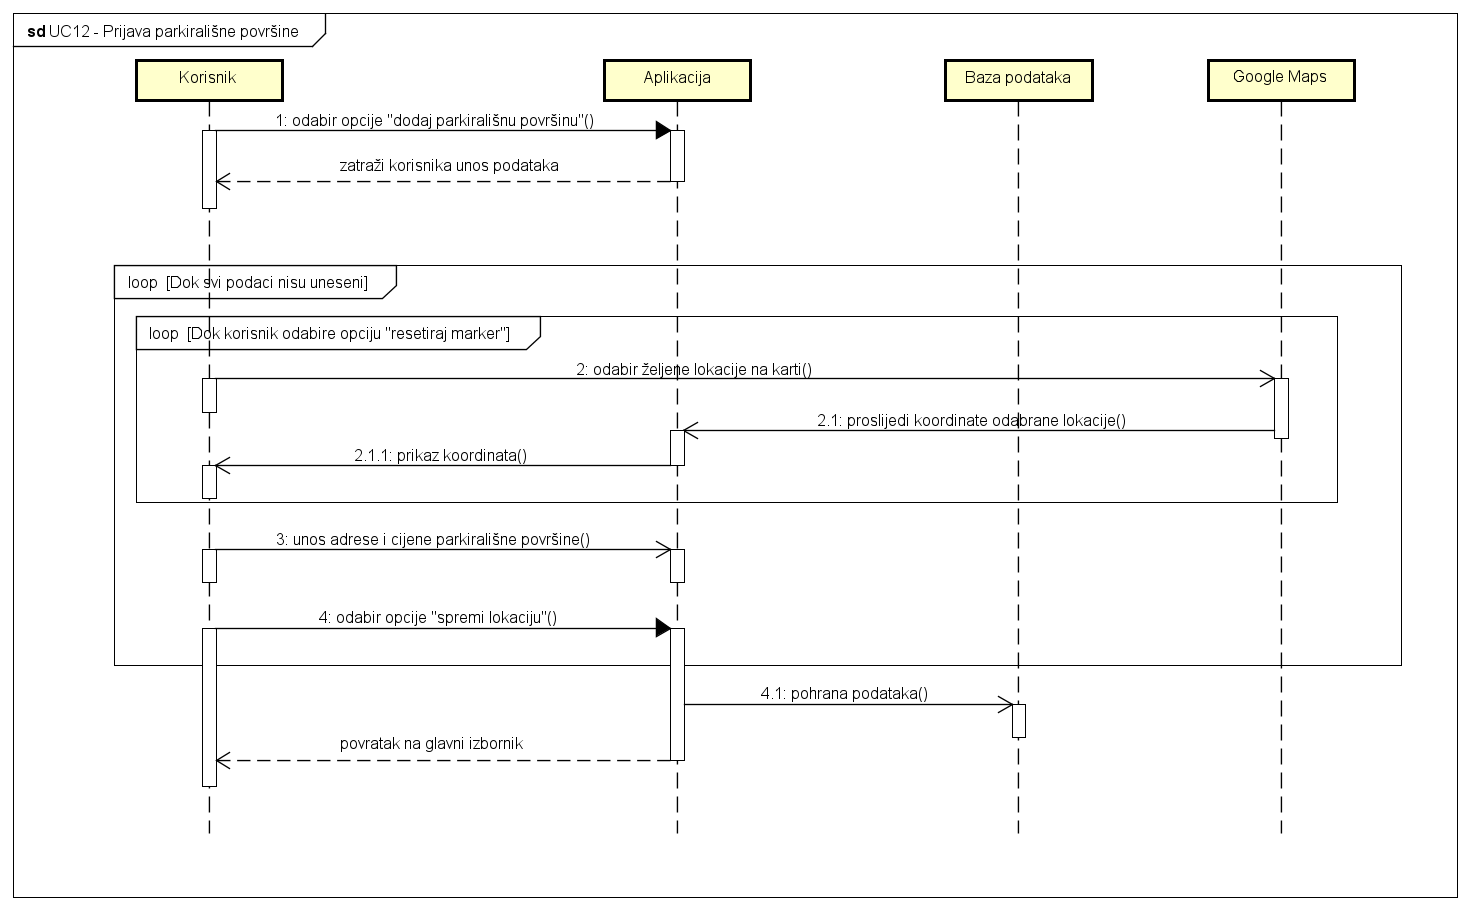 sd UC12 - Prijava parkirališne površine
Korisnik
Aplikacija
Baza podataka
Google Maps
1: odabir opcije "dodaj parkirališnu površinu"()
zatraži korisnika unos podataka
loop [Dok svi podaci nisu uneseni]
loop [Dok korisnik odabire opciju "resetiraj marker"]
2: odabir željene lokacije na karti()
2.1: proslijedi koordinate odabrane lokacije()
2.1.1: prikaz koordinata()
3: unos adrese i cijene parkirališne površine()
4: odabir opcije "spremi lokaciju"()
4.1: pohrana podataka()
povratak na glavni izbornik